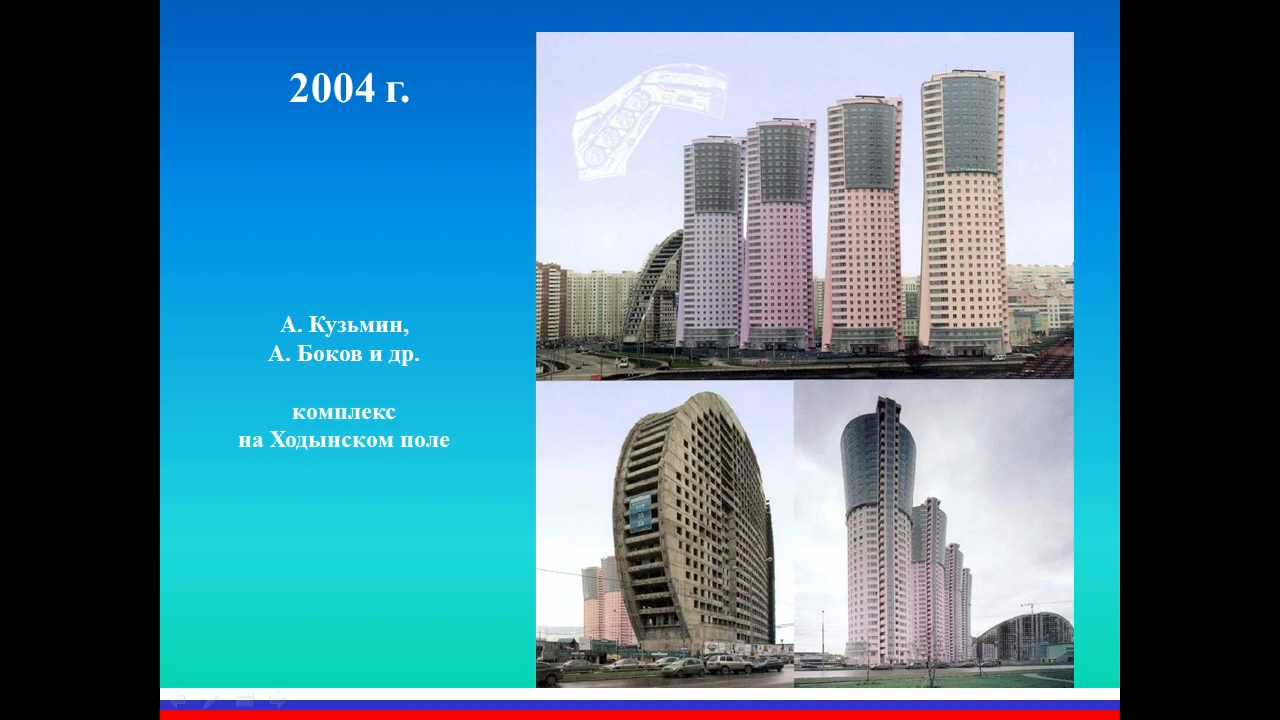 2004 г.
А. Кузьмин,
А. Боков и др.
комплекс
на Ходынском поле